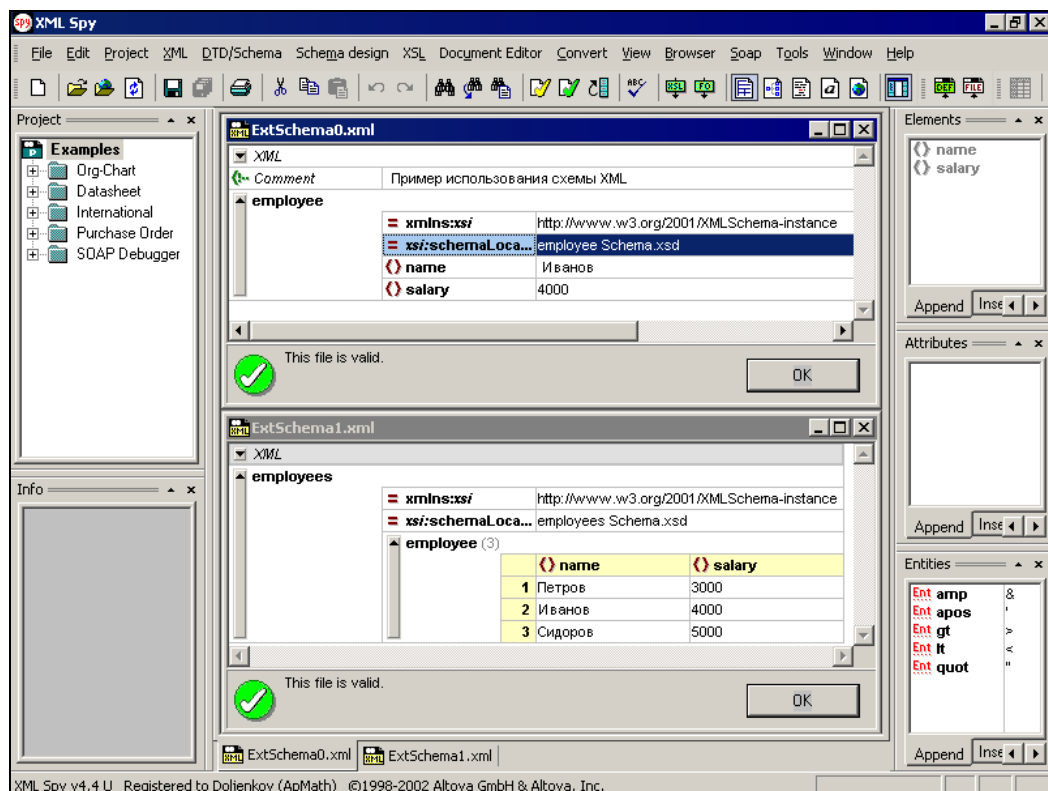 XML Spy
File Edit Project XML DTD/Schema Schema design XSL Document Editor Convert View Browser Soap Tools Window Help
Project
Examples
Org-Chart
Datasheet
International
Purchase Order
SOAP Debugger
Info
ExtSchema0.xml
XML
Comment Пример использования схемы XML
employee
= xmlns:xsi http://www.w3.org/2001/XMLSchema-instance
= xsi:schemaLoca... employee Schema.xsd
name Иванов
salary 4000
This file is valid.
OK
ExtSchema1.xml
XML
employees
= xmlns:xsi http://www.w3.org/2001/XMLSchema-instance
= xsi:schemaLoca... employees Schema.xsd
employee (3)
name salary
1 Петров 3000
2 Иванов 4000
3 Сидоров 5000
This file is valid.
OK
ExtSchema0.xml ExtSchema1.xml
Elements
name
salary
Append Inse
Attributes
Append Inse
Entities
Ent amp &
Ent apos '
Ent gt >
Ent lt <
Ent quot "
Append Inse
XML Spy v4.4 U Registered to Doljenkov (ApMath) ©1998-2002 Altova GmbH & Altova, Inc.